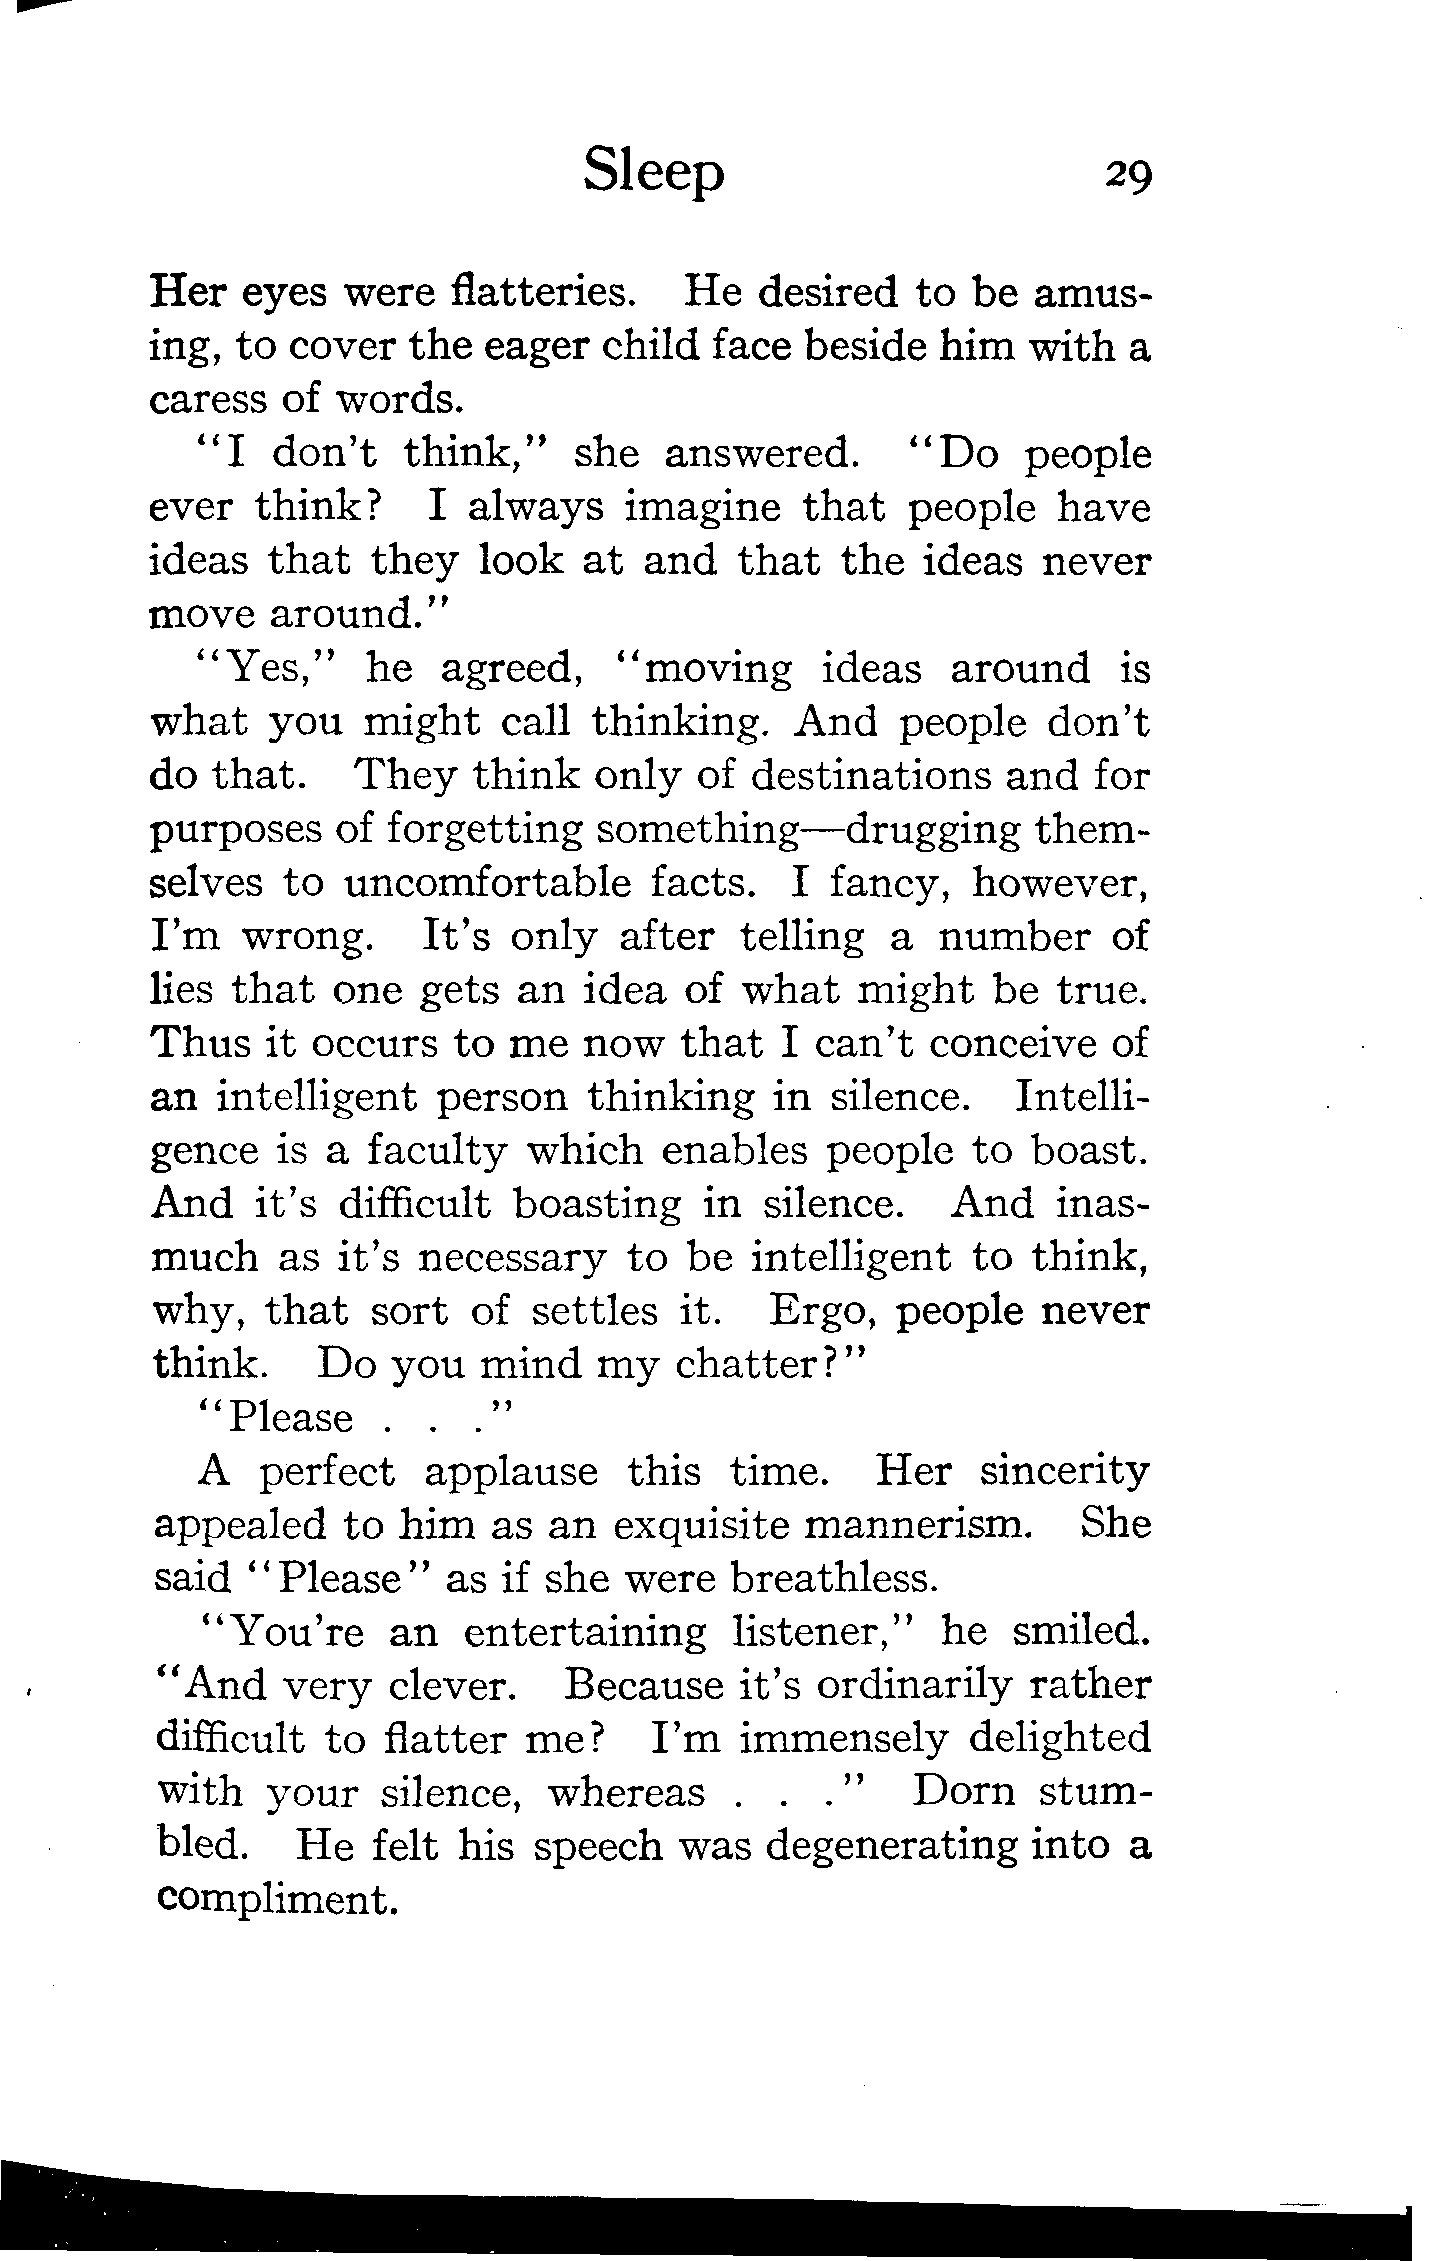 Sleep 29
Her eyes were flatteries. He desired to be amus-
ing, to cover the eager child face beside him with a
caress of words.
"I don't think," she answered. "Do people
ever think? I always imagine that people have
ideas that they look at and that the ideas never
move around."
"Yes," he agreed, "moving ideas around is
what you might call thinking. And people don't
do that. They think only of destinations and for
purposes of forgetting something—drugging them-
selves to uncomfortable facts. I fancy, however,
I'm wrong. It's only after telling a number of
lies that one gets an idea of what might be true.
Thus it occurs to me now that I can't conceive of
an intelligent person thinking in silence. Intelli-
gence is a faculty which enables people to boast.
And it's difficult boasting in silence. And inas-
much as it's necessary to be intelligent to think,
why, that sort of settles it. Ergo, people never
think. Do you mind my chatter?"
"Please . . ."
A perfect applause this time. Her sincerity
appealed to him as an exquisite mannerism. She
said "Please" as if she were breathless.
"You're an entertaining listener," he smiled.
"And very clever. Because it's ordinarily rather
difficult to flatter me? I'm immensely delighted
with your silence, whereas . . ." Dorn stum-
bled. He felt his speech was degenerating into a
compliment.